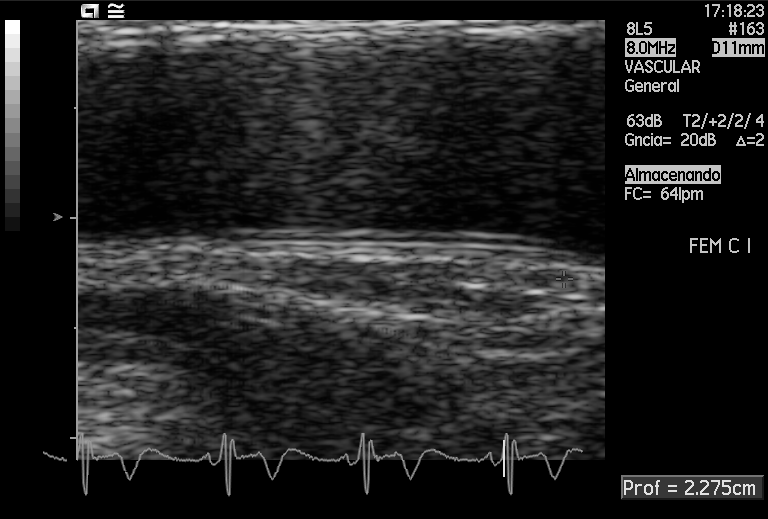 17:18:23
8L5 #163
8.0MHz D11mm
VASCULAR
General
63dB T2/+2/2/ 4
Gncia= 20dB Δ=2
Almacenando
FC= 64lpm
FEM C I
Prof = 2.275cm